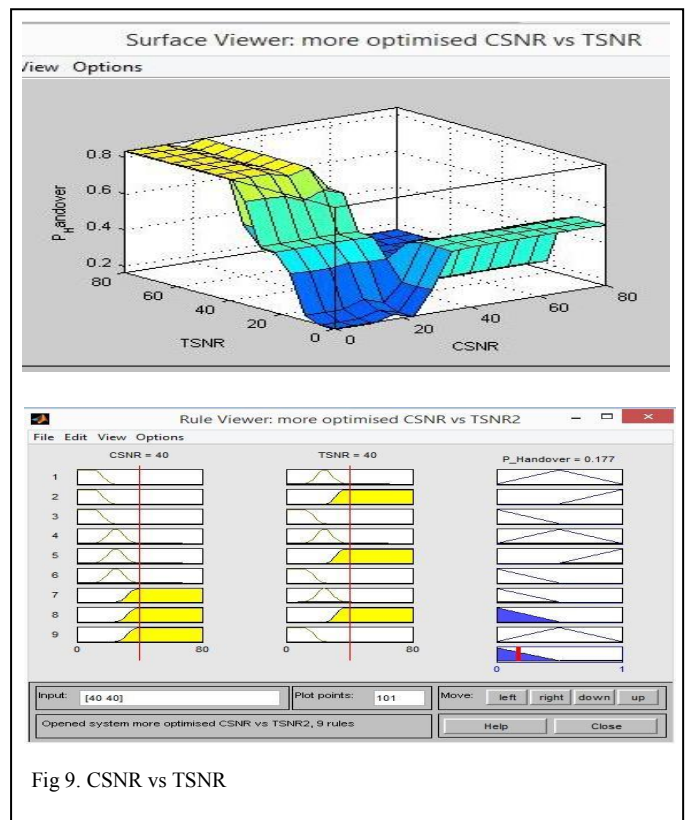 Surface Viewer: more optimised CSNR vs TSNR
View Options
0.8
0.6
0.4
0.2
P_Handover
80
60
40
20
0
TSNR
0
20
40
60
80
CSNR
Rule Viewer: more optimised CSNR vs TSNR2
File Edit View Options
CSNR = 40
TSNR = 40
P_Handover = 0.177
1
2
3
4
5
6
7
8
9
0 80
0 80
0 1
Input: [40 40]
Plot points: 101
Move: left right down up
Opened system more optimised CSNR vs TSNR2, 9 rules
Help Close
Fig 9. CSNR vs TSNR